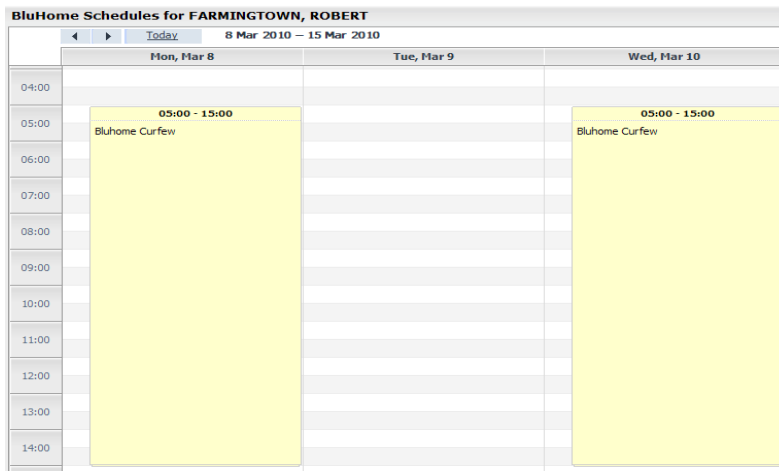 BluHome Schedules for FARMINGTOWN, ROBERT
Today 8 Mar 2010 — 15 Mar 2010
Mon, Mar 8 Tue, Mar 9 Wed, Mar 10
04:00
05:00 - 15:00 05:00 - 15:00
05:00
Bluhome Curfew Bluhome Curfew
06:00
07:00
08:00
09:00
10:00
11:00
12:00
13:00
14:00